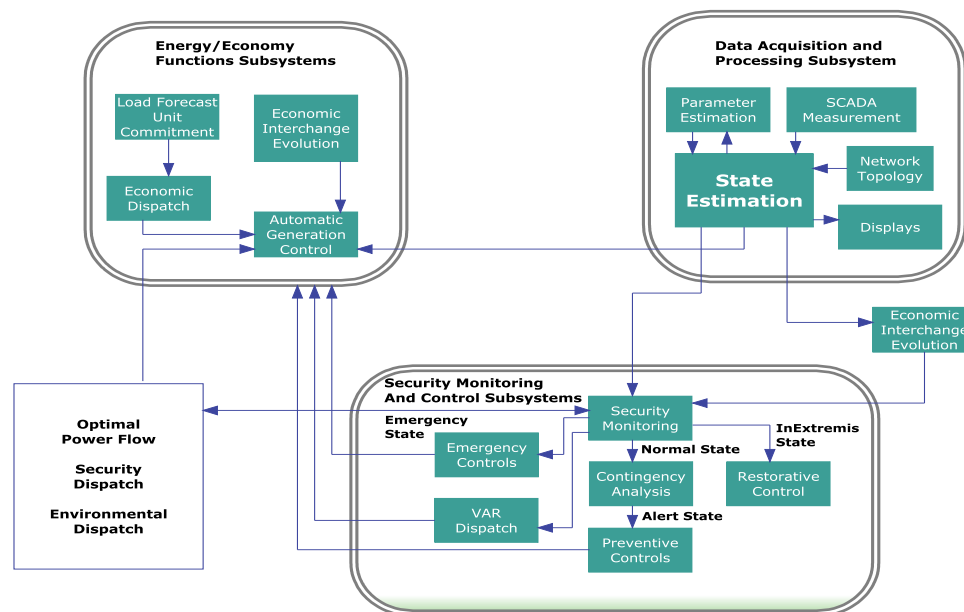 Energy/Economy
Functions Subsystems
Load Forecast
Unit
Commitment
Economic
Interchange
Evolution
Economic
Dispatch
Automatic
Generation
Control
Data Acquisition and
Processing Subsystem
Parameter
Estimation
SCADA
Measurement
State
Estimation
Network
Topology
Displays
Economic
Interchange
Evolution
Optimal
Power Flow
Security
Dispatch
Environmental
Dispatch
Security Monitoring
And Control Subsystems
Emergency
State
Security
Monitoring
InExtremis
State
Emergency
Controls
Normal State
Contingency
Analysis
Restorative
Control
VAR
Dispatch
Alert State
Preventive
Controls